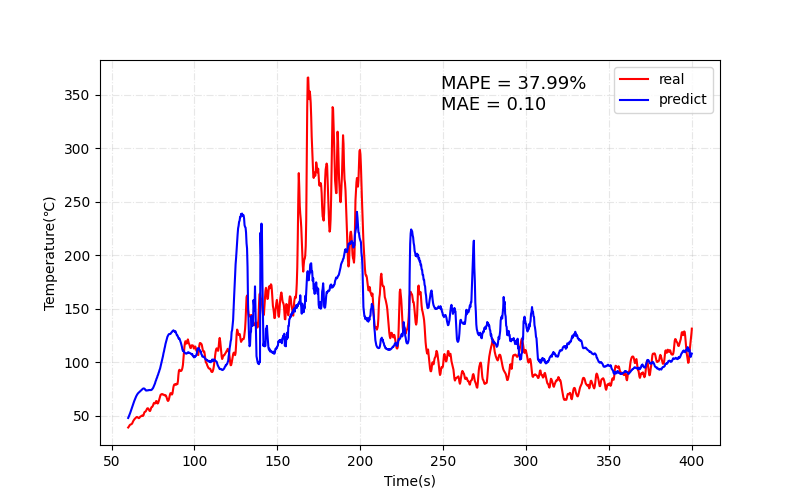 MAPE = 37.99%
MAE = 0.10
real
predict
Temperature(℃)
350
300
250
200
150
100
50
50 100 150 200 250 300 350 400
Time(s)